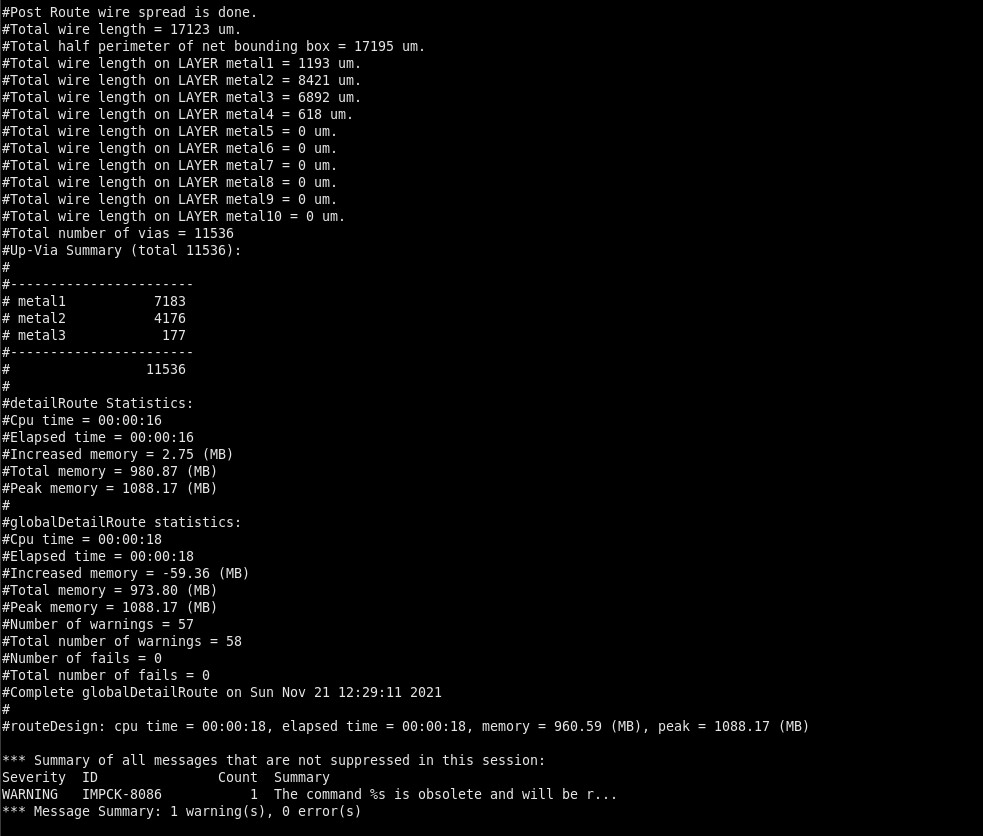 #Post Route wire spread is done.
#Total wire length = 17123 um.
#Total half perimeter of net bounding box = 17195 um.
#Total wire length on LAYER metal1 = 1193 um.
#Total wire length on LAYER metal2 = 8421 um.
#Total wire length on LAYER metal3 = 6892 um.
#Total wire length on LAYER metal4 = 618 um.
#Total wire length on LAYER metal5 = 0 um.
#Total wire length on LAYER metal6 = 0 um.
#Total wire length on LAYER metal7 = 0 um.
#Total wire length on LAYER metal8 = 0 um.
#Total wire length on LAYER metal9 = 0 um.
#Total wire length on LAYER metal10 = 0 um.
#Total number of vias = 11536
#Up-Via Summary (total 11536):
#
#-----------------------
# metal1           7183
# metal2           4176
# metal3            177
#-----------------------
#                 11536
#
#detailRoute Statistics:
#Cpu time = 00:00:16
#Elapsed time = 00:00:16
#Increased memory = 2.75 (MB)
#Total memory = 980.87 (MB)
#Peak memory = 1088.17 (MB)
#
#globalDetailRoute statistics:
#Cpu time = 00:00:18
#Elapsed time = 00:00:18
#Increased memory = -59.36 (MB)
#Total memory = 973.80 (MB)
#Peak memory = 1088.17 (MB)
#Number of warnings = 57
#Total number of warnings = 58
#Number of fails = 0
#Total number of fails = 0
#Complete globalDetailRoute on Sun Nov 21 12:29:11 2021
#
#routeDesign: cpu time = 00:00:18, elapsed time = 00:00:18, memory = 960.59 (MB), peak = 1088.17 (MB)

*** Summary of all messages that are not suppressed in this session:
Severity  ID               Count  Summary
WARNING   IMPCK-8086           1  The command %s is obsolete and will be r...
*** Message Summary: 1 warning(s), 0 error(s)